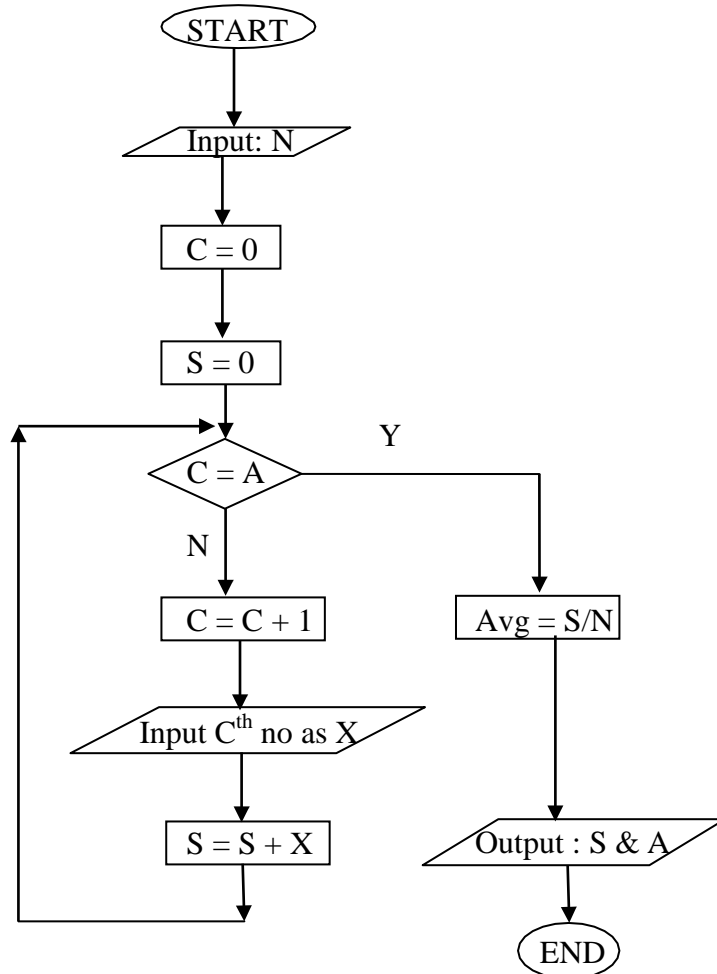 START
Input: N
C = 0
S = 0
Y
C = A
N
C = C + 1
Avg = S/N
Input Cth no as X
S = S + X
Output : S & A
END